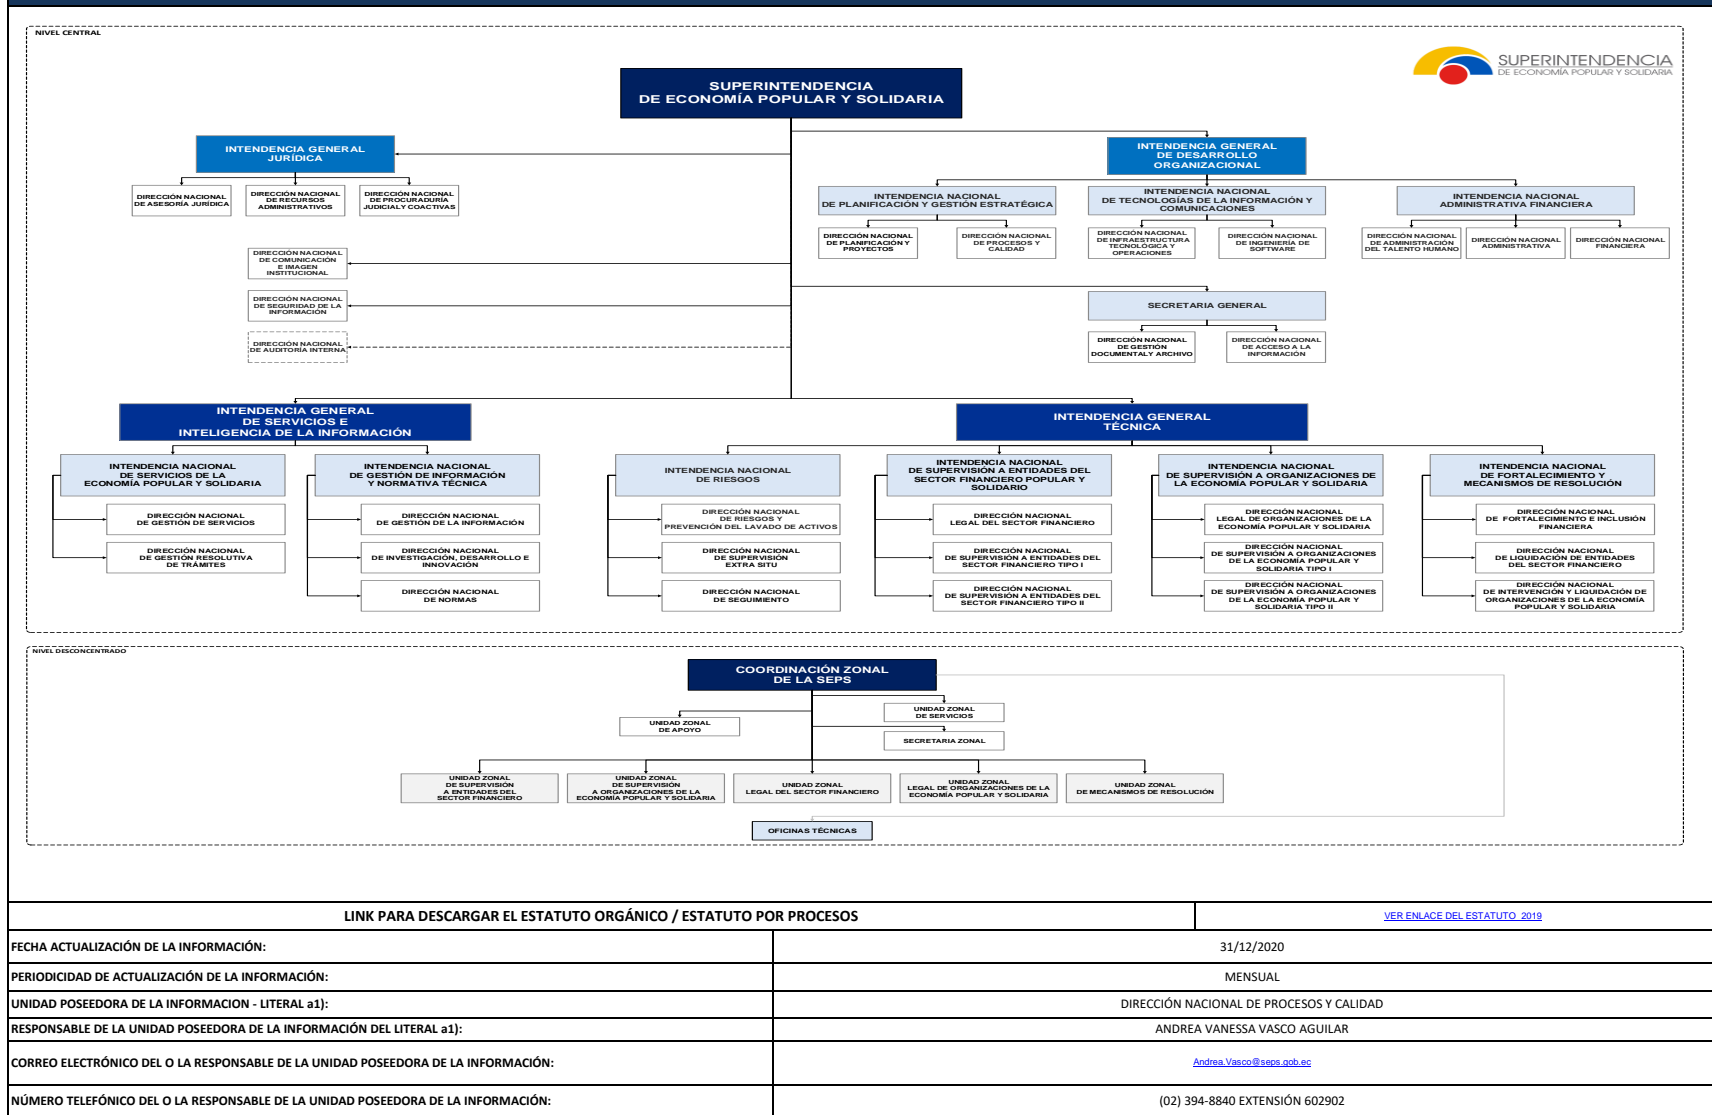 NIVEL CENTRAL
SUPERINTENDENCIA
DE ECONOMÍA POPULAR Y SOLIDARIA
SUPERINTENDENCIA
DE ECONOMÍA POPULAR Y SOLIDARIA
INTENDENCIA GENERAL
JURÍDICA
DIRECCIÓN NACIONAL
DE ASESORÍA JURÍDICA
DIRECCIÓN NACIONAL
DE RECURSOS
ADMINISTRATIVOS
DIRECCIÓN NACIONAL
DE PROCURADURÍA
JUDICIAL Y COACTIVAS
INTENDENCIA GENERAL
DE DESARROLLO
ORGANIZACIONAL
INTENDENCIA NACIONAL
DE PLANIFICACIÓN Y GESTIÓN ESTRATÉGICA
INTENDENCIA NACIONAL
DE TECNOLOGÍAS DE LA INFORMACIÓN Y
COMUNICACIONES
INTENDENCIA NACIONAL
ADMINISTRATIVA FINANCIERA
DIRECCIÓN NACIONAL
DE PLANIFICACIÓN Y
PROYECTOS
DIRECCIÓN NACIONAL
DE PROCESOS Y
CALIDAD
DIRECCIÓN NACIONAL
DE INFRAESTRUCTURA
TECNOLÓGICA Y
OPERACIONES
DIRECCIÓN NACIONAL
DE INGENIERÍA DE
SOFTWARE
DIRECCIÓN NACIONAL
DE ADMINISTRACIÓN
DEL TALENTO HUMANO
DIRECCIÓN NACIONAL
ADMINISTRATIVA
DIRECCIÓN NACIONAL
FINANCIERA
DIRECCIÓN NACIONAL
DE COMUNICACIÓN
E IMAGEN
INSTITUCIONAL
DIRECCIÓN NACIONAL
DE SEGURIDAD DE LA
INFORMACIÓN
DIRECCIÓN NACIONAL
DE AUDITORÍA INTERNA
SECRETARIA GENERAL
DIRECCIÓN NACIONAL
DE GESTIÓN
DOCUMENTAL Y ARCHIVO
DIRECCIÓN NACIONAL
DE ACCESO A LA
INFORMACIÓN
INTENDENCIA GENERAL
DE SERVICIOS E
INTELIGENCIA DE LA INFORMACIÓN
INTENDENCIA GENERAL
TÉCNICA
INTENDENCIA NACIONAL
DE SERVICIOS DE LA
ECONOMÍA POPULAR Y SOLIDARIA
DIRECCIÓN NACIONAL
DE GESTIÓN DE SERVICIOS
DIRECCIÓN NACIONAL
DE GESTIÓN RESOLUTIVA
DE TRÁMITES
INTENDENCIA NACIONAL
DE GESTIÓN DE INFORMACIÓN
Y NORMATIVA TÉCNICA
DIRECCIÓN NACIONAL
DE GESTIÓN DE LA INFORMACIÓN
DIRECCIÓN NACIONAL
DE INVESTIGACIÓN, DESARROLLO E
INNOVACIÓN
DIRECCIÓN NACIONAL
DE NORMAS
INTENDENCIA NACIONAL
DE RIESGOS
DIRECCIÓN NACIONAL
DE RIESGOS Y
PREVENCIÓN DEL LAVADO DE ACTIVOS
DIRECCIÓN NACIONAL
DE SUPERVISIÓN
EXTRA SITU
DIRECCIÓN NACIONAL
DE SEGUIMIENTO
INTENDENCIA NACIONAL
DE SUPERVISIÓN A ENTIDADES DEL
SECTOR FINANCIERO POPULAR Y
SOLIDARIO
DIRECCIÓN NACIONAL
LEGAL DEL SECTOR FINANCIERO
DIRECCIÓN NACIONAL
DE SUPERVISIÓN A ENTIDADES DEL
SECTOR FINANCIERO TIPO I
DIRECCIÓN NACIONAL
DE SUPERVISIÓN A ENTIDADES DEL
SECTOR FINANCIERO TIPO II
INTENDENCIA NACIONAL
DE SUPERVISIÓN A ORGANIZACIONES DE
LA ECONOMÍA POPULAR Y SOLIDARIA
DIRECCIÓN NACIONAL
LEGAL DE ORGANIZACIONES DE LA
ECONOMÍA POPULAR Y SOLIDARIA
DIRECCIÓN NACIONAL
DE SUPERVISIÓN A ORGANIZACIONES
DE LA ECONOMÍA POPULAR Y
SOLIDARIA TIPO I
DIRECCIÓN NACIONAL
DE SUPERVISIÓN A ORGANIZACIONES
DE LA ECONOMÍA POPULAR Y
SOLIDARIA TIPO II
INTENDENCIA NACIONAL
DE FORTALECIMIENTO Y
MECANISMOS DE RESOLUCIÓN
DIRECCIÓN NACIONAL
DE FORTALECIMIENTO E INCLUSIÓN
FINANCIERA
DIRECCIÓN NACIONAL
DE LIQUIDACIÓN DE ENTIDADES
DEL SECTOR FINANCIERO
DIRECCIÓN NACIONAL
DE INTERVENCIÓN Y LIQUIDACIÓN DE
ORGANIZACIONES DE LA ECONOMÍA
POPULAR Y SOLIDARIA
NIVEL DESCONCENTRADO
COORDINACIÓN ZONAL
DE LA SEPS
UNIDAD ZONAL
DE APOYO
UNIDAD ZONAL
DE SERVICIOS
SECRETARIA ZONAL
UNIDAD ZONAL
DE SUPERVISIÓN
A ENTIDADES DEL
SECTOR FINANCIERO
UNIDAD ZONAL
DE SUPERVISIÓN
A ORGANIZACIONES DE LA
ECONOMÍA POPULAR Y SOLIDARIA
UNIDAD ZONAL
LEGAL DEL SECTOR FINANCIERO
UNIDAD ZONAL
LEGAL DE ORGANIZACIONES DE LA
ECONOMÍA POPULAR Y SOLIDARIA
UNIDAD ZONAL
DE MECANISMOS DE RESOLUCIÓN
OFICINAS TÉCNICAS
LINK PARA DESCARGAR EL ESTATUTO ORGÁNICO / ESTATUTO POR PROCESOS
VER ENLACE DEL ESTATUTO 2019
FECHA ACTUALIZACIÓN DE LA INFORMACIÓN:
31/12/2020
PERIODICIDAD DE ACTUALIZACIÓN DE LA INFORMACIÓN:
MENSUAL
UNIDAD POSEEDORA DE LA INFORMACION - LITERAL a1):
DIRECCIÓN NACIONAL DE PROCESOS Y CALIDAD
RESPONSABLE DE LA UNIDAD POSEEDORA DE LA INFORMACIÓN DEL LITERAL a1):
ANDREA VANESSA VASCO AGUILAR
CORREO ELECTRÓNICO DEL O LA RESPONSABLE DE LA UNIDAD POSEEDORA DE LA INFORMACIÓN:
Andrea.Vasco@seps.gob.ec
NÚMERO TELEFÓNICO DEL O LA RESPONSABLE DE LA UNIDAD POSEEDORA DE LA INFORMACIÓN:
(02) 394-8840 EXTENSIÓN 602902